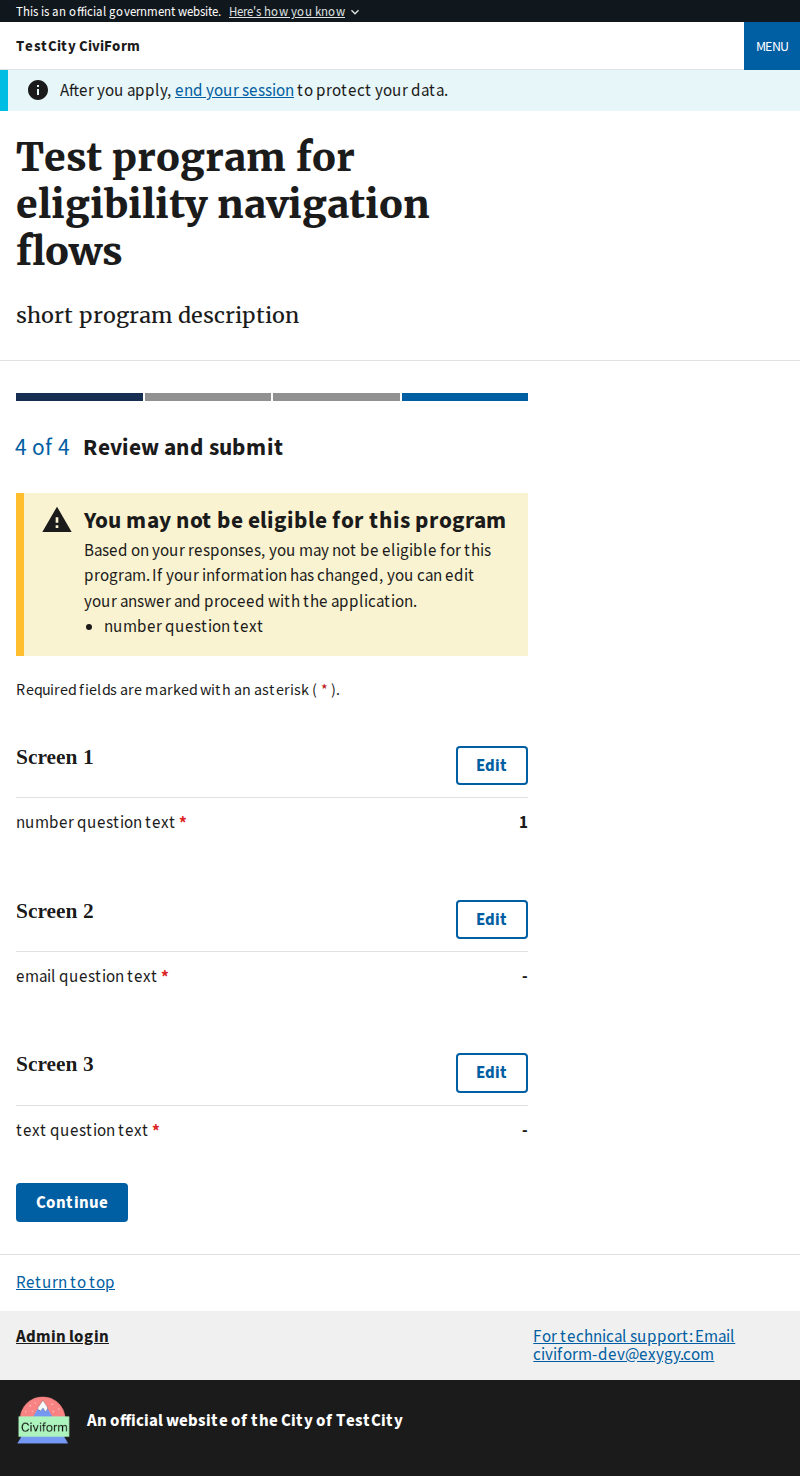 This is an official government website. Here's how you know
TestCity CiviForm
MENU
After you apply, end your session to protect your data.
Test program for
eligibility navigation
flows
short program description
4 of 4 Review and submit
You may not be eligible for this program
Based on your responses, you may not be eligible for this
program. If your information has changed, you can edit
your answer and proceed with the application.
• number question text
Required fields are marked with an asterisk ( * ).
Screen 1
Edit
number question text *
1
Screen 2
Edit
email question text *
-
Screen 3
Edit
text question text *
-
Continue
Return to top
Admin login
For technical support: Email
civiform-dev@exygy.com
Civiform
An official website of the City of TestCity